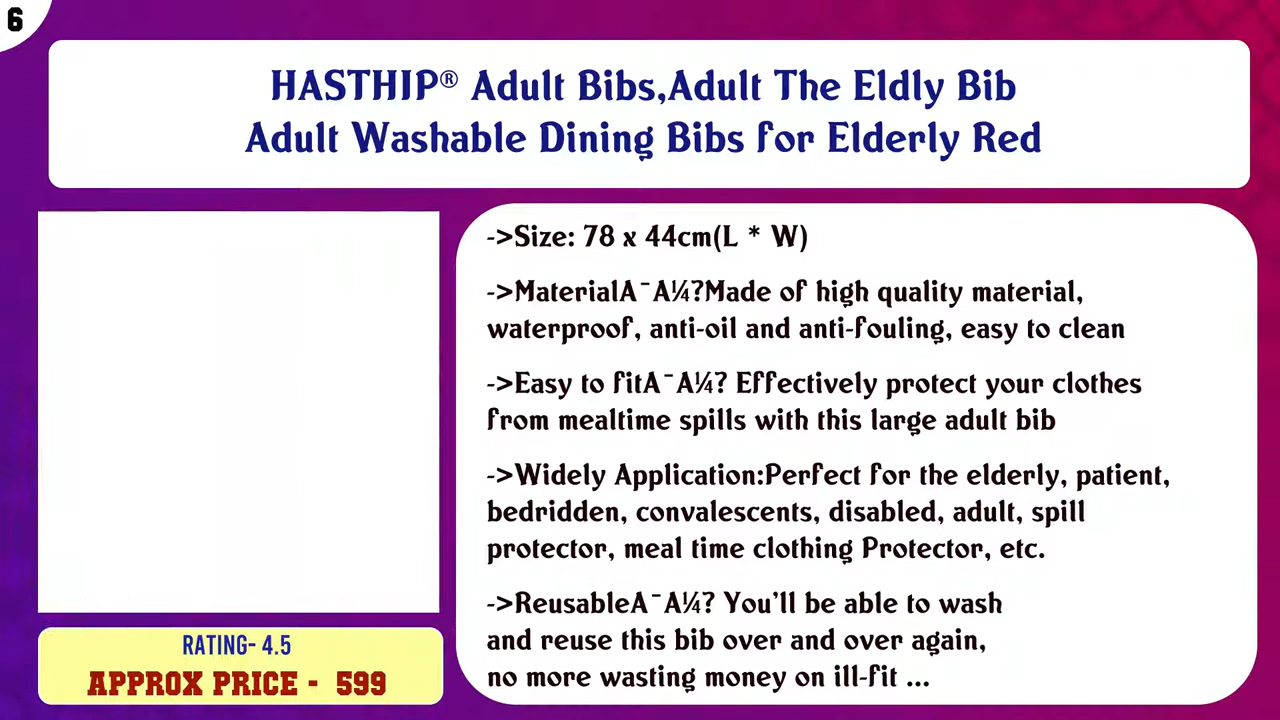 6
HASTHIP® Adult Bibs,Adult The Eldly Bib
Adult Washable Dining Bibs for Elderly Red
->Size: 78 x 44cm(L * W)
->MaterialA¯A¼?Made of high quality material,
waterproof, anti-oil and anti-fouling, easy to clean
->Easy to fitA¯A¼? Effectively protect your clothes
from mealtime spills with this large adult bib
->Widely Application:Perfect for the elderly, patient,
bedridden, convalescents, disabled, adult, spill
protector, meal time clothing Protector, etc.
->ReusableA¯A¼? You'll be able to wash
and reuse this bib over and over again,
no more wasting money on ill-fit ...
RATING- 4.5
APPROX PRICE - 599